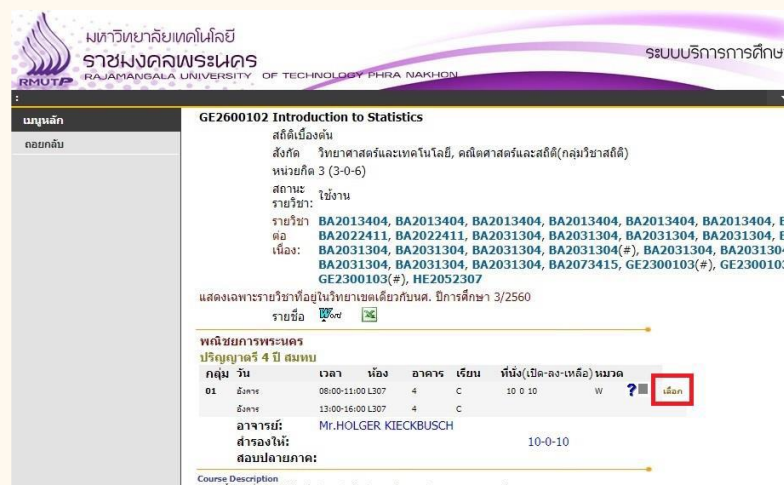 มหาวิทยาลัยเทคโนโลยี
ราชมงคลพระนคร
RAJAMANGALA UNIVERSITY OF TECHNOLOGY PHRA NAKHON
RMUTP
ระบบบริการการศึกษ
:
เมนูหลัก
ถอยกลับ
GE2600102 Introduction to Statistics
สถิติเบื้องต้น
สังกัด วิทยาศาสตร์และเทคโนโลยี, คณิตศาสตร์และสถิติ(กลุ่มวิชาสถิติ)
หน่วยกิต 3 (3-0-6)
สถานะรายวิชา: ใช้งาน
รายวิชา BA2013404, BA2013404, BA2013404, BA2013404, BA2013404, BA2013404,
ต่อ BA2022411, BA2022411, BA2031304, BA2031304, BA2031304, BA2031304,
เนื่อง: BA2031304, BA2031304, BA2031304, BA2031304(#), BA2031304, BA203130
BA2031304, BA2031304, BA2031304, BA2073415, GE2300103(#), GE230010
GE2300103(#), HE2052307
แสดงเฉพาะรายวิชาที่อยู่ในวิทยาเขตเดียวกับนศ. ปีการศึกษา 3/2560
รายชื่อ Word
พณิชยการพระนคร
ปริญญาตรี 4 ปี สมทบ
กลุ่ม วัน เวลา ห้อง อาคาร เรียน ที่นั่ง(เปิด-ลง-เหลือ) หมวด
01 อังคาร 08:00-11:00 L307 4 C 10 0 10 W ? เลือก
อังคาร 13:00-16:00 L307 4 C
อาจารย์: Mr.HOLGER KIECKBUSCH
สำรองให้: 10-0-10
สอบปลายภาค:
Course Description